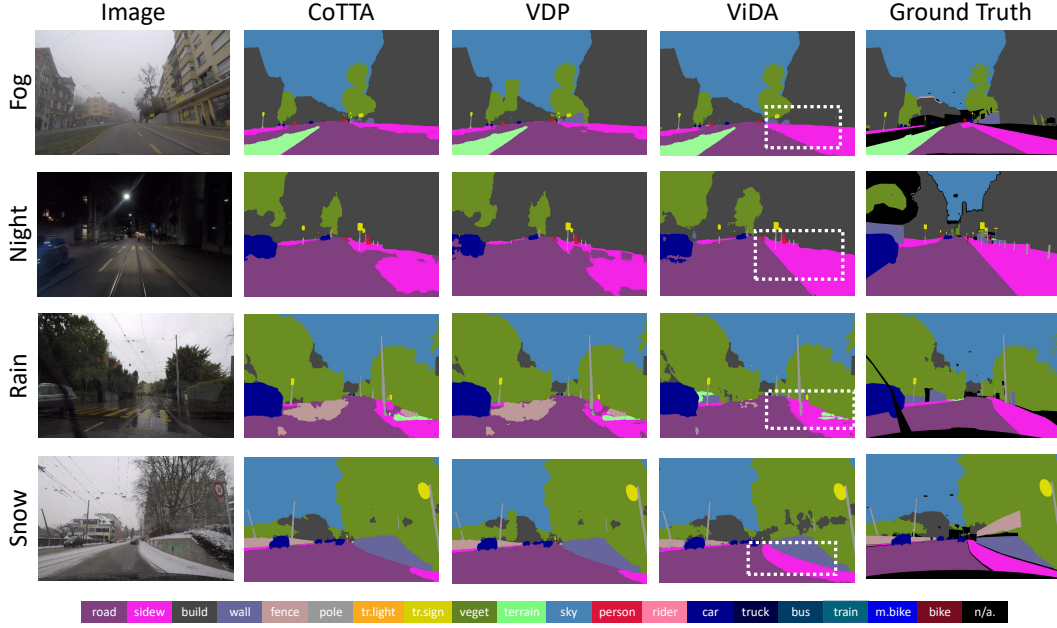 Image CoTTA VDP ViDA Ground Truth
Fog
Night
Rain
Snow
road sidew build wall fence pole tr.light tr.sign veget terrain sky person rider car truck bus train m.bike bike n/a.